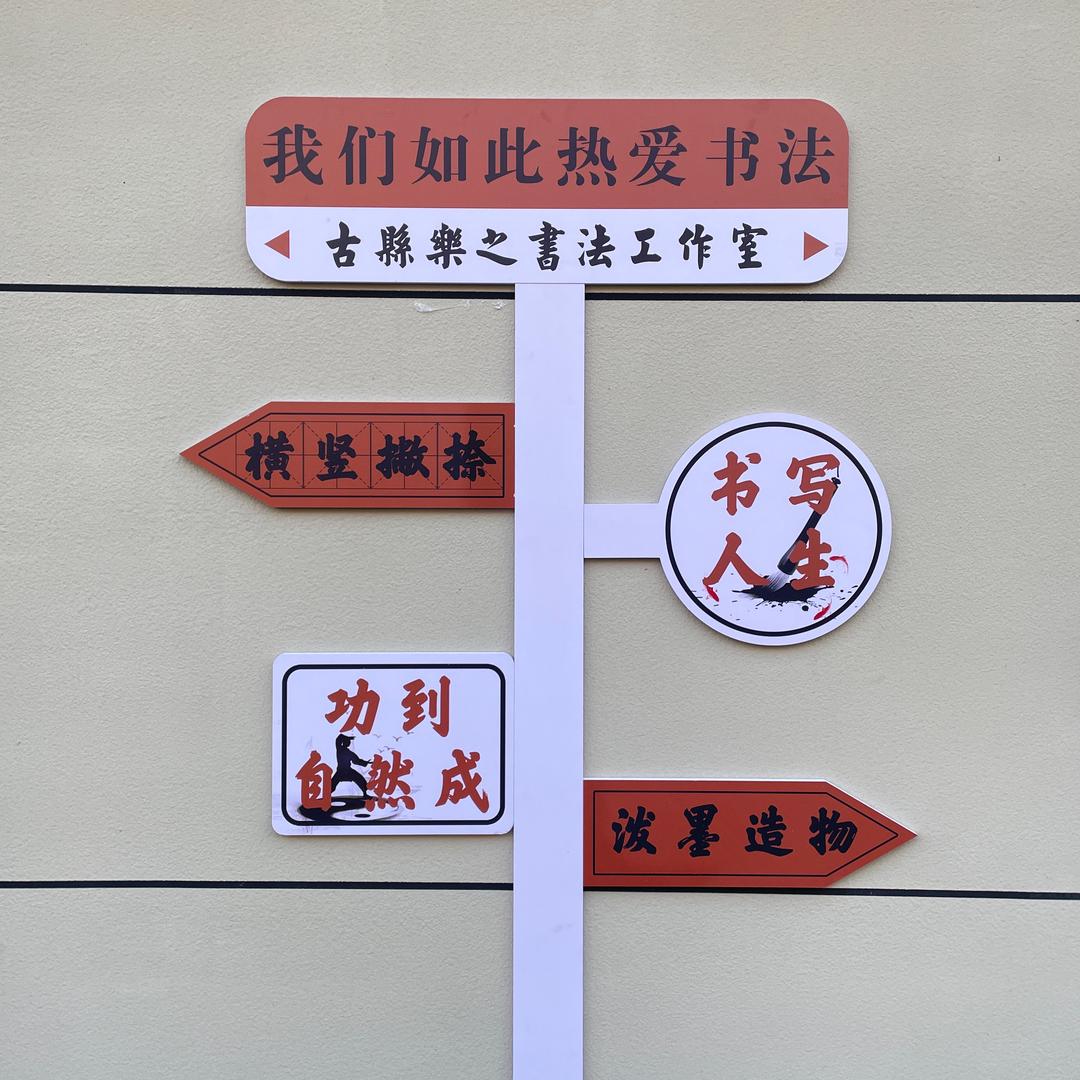 我们如此热爱书法
古縣樂之書法工作室
横竖撇捺
书写
人生
功到
自然成
泼墨造物